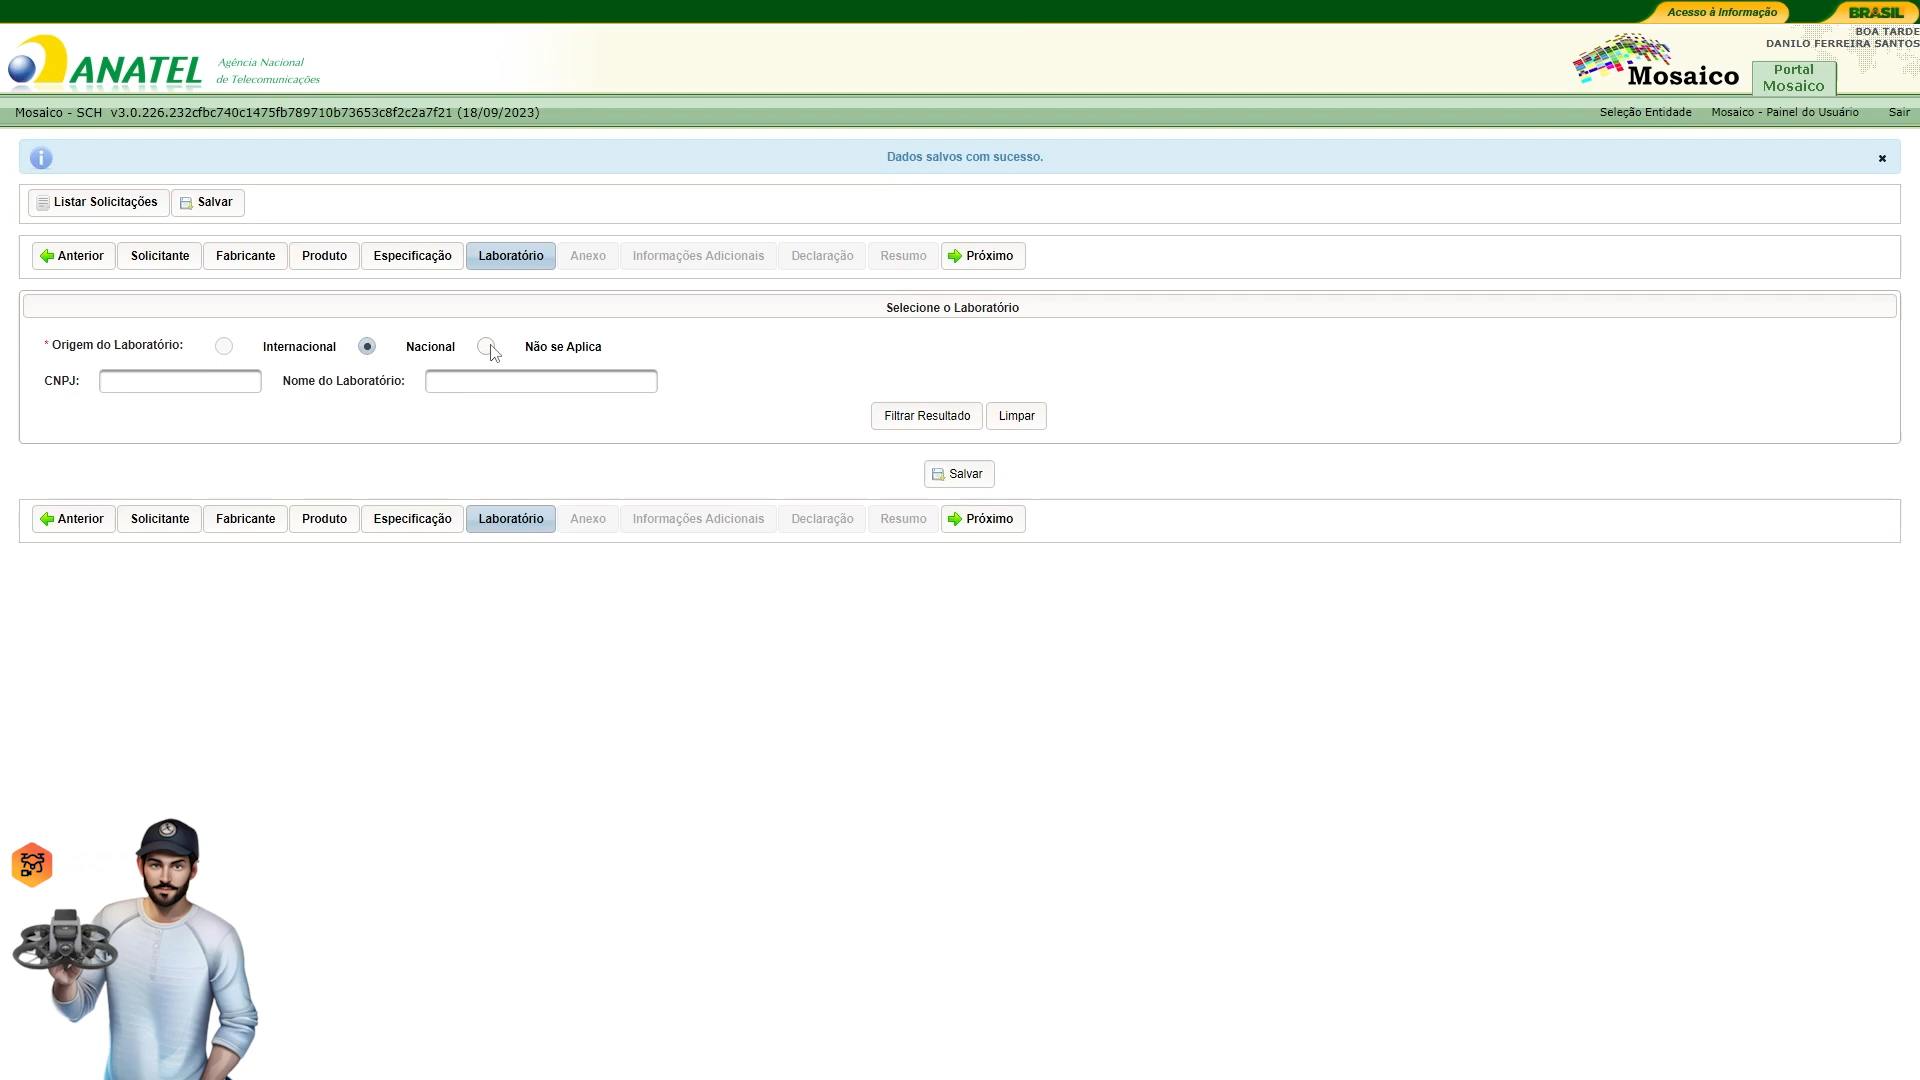 Acesso à Informação
BRASIL
BOA TARDE
DANILO FERREIRA SANTOS
ANATEL
Agência Nacional
de Telecomunicações
Mosaico
Portal
Mosaico
Mosaico - SCH v3.0.226.232cfbc740c1475fb789710b73653c8f2c2a7f21 (18/09/2023)
Seleção Entidade
Mosaico - Painel do Usuário
Sair
Dados salvos com sucesso.
Listar Solicitações
Salvar
Anterior
Solicitante
Fabricante
Produto
Especificação
Laboratório
Anexo
Informações Adicionais
Declaração
Resumo
Próximo
Selecione o Laboratório
* Origem do Laboratório:
Internacional
Nacional
Não se Aplica
CNPJ:
Nome do Laboratório:
Filtrar Resultado
Limpar
Salvar
Anterior
Solicitante
Fabricante
Produto
Especificação
Laboratório
Anexo
Informações Adicionais
Declaração
Resumo
Próximo